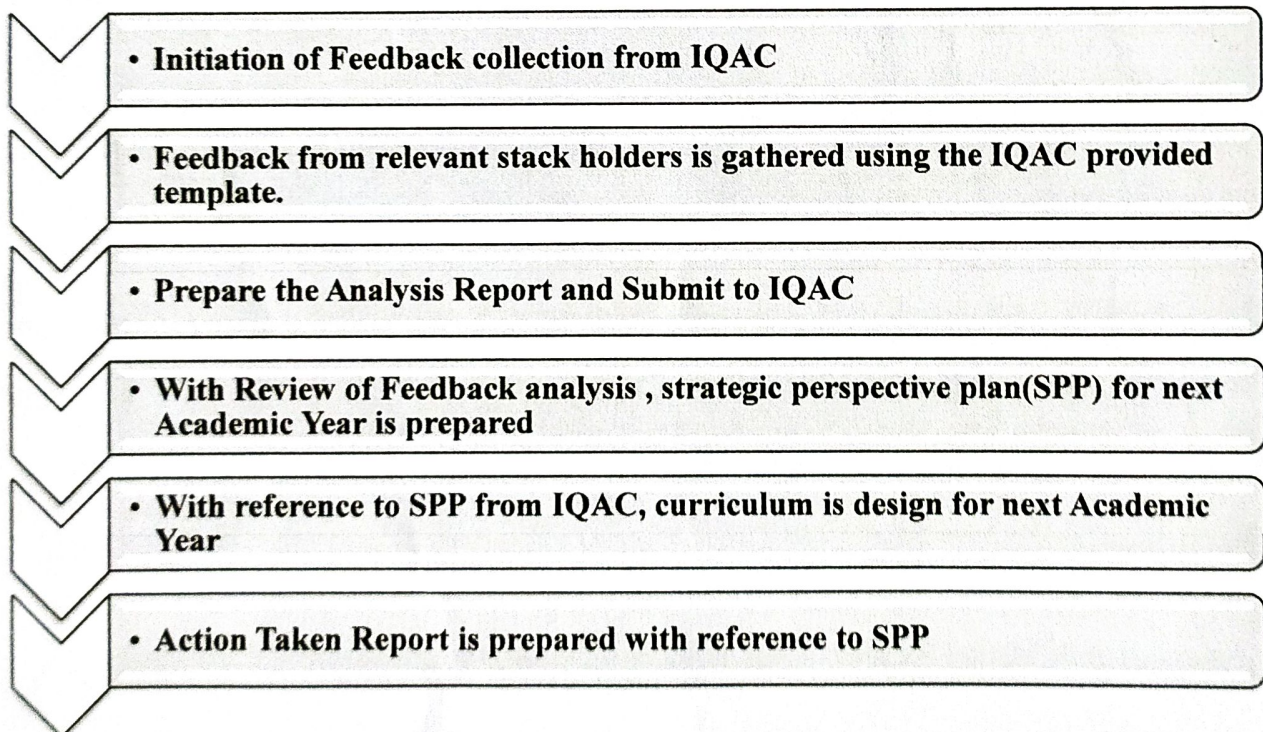 • Initiation of Feedback collection from IQAC
• Feedback from relevant stack holders is gathered using the IQAC provided
template.
• Prepare the Analysis Report and Submit to IQAC
• With Review of Feedback analysis , strategic perspective plan(SPP) for next
Academic Year is prepared
• With reference to SPP from IQAC, curriculum is design for next Academic
Year
• Action Taken Report is prepared with reference to SPP